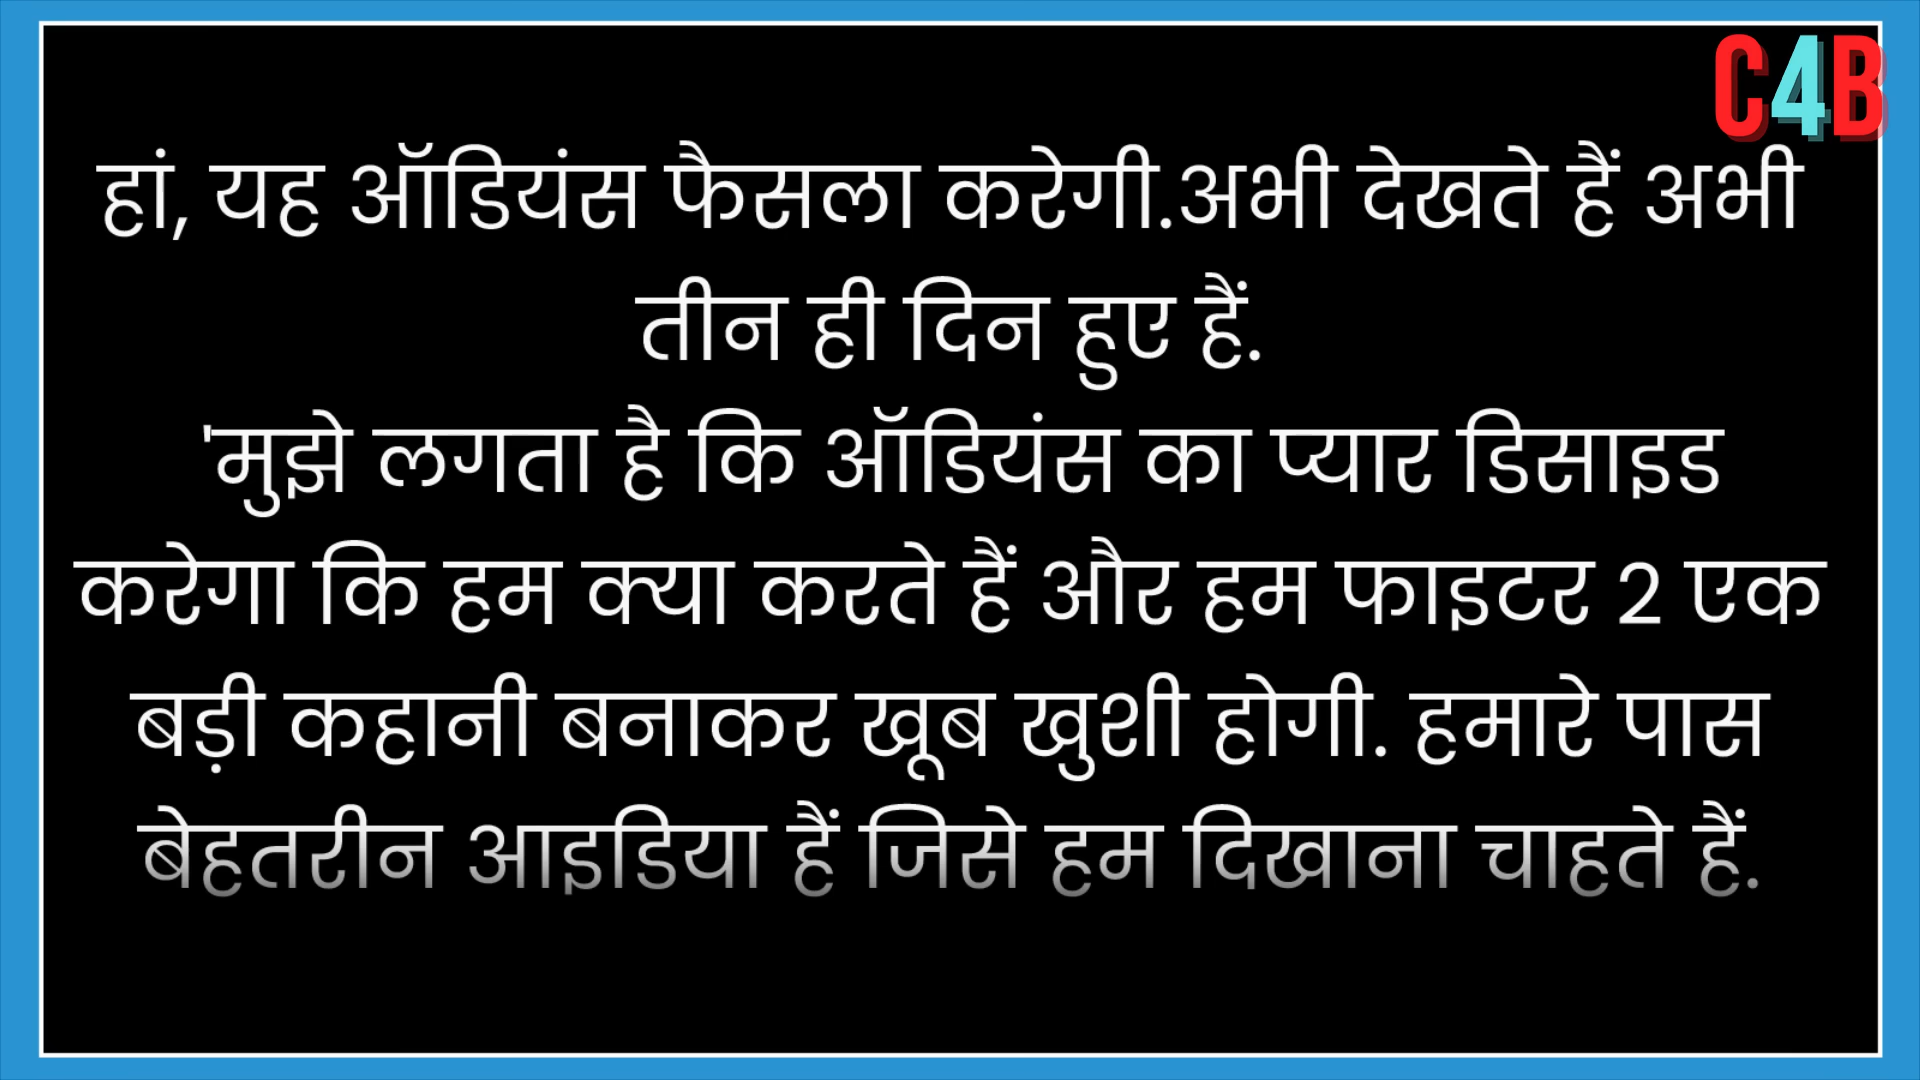 C4B
हां, यह ऑडियंस फैसला करेगी.अभी देखते हैं अभी
तीन ही दिन हुए हैं.
'मुझे लगता है कि ऑडियंस का प्यार डिसाइड
करेगा कि हम क्या करते हैं और हम फाइटर 2 एक
बड़ी कहानी बनाकर खूब खुशी होगी. हमारे पास
बेहतरीन आइडिया हैं जिसे हम दिखाना चाहते हैं.